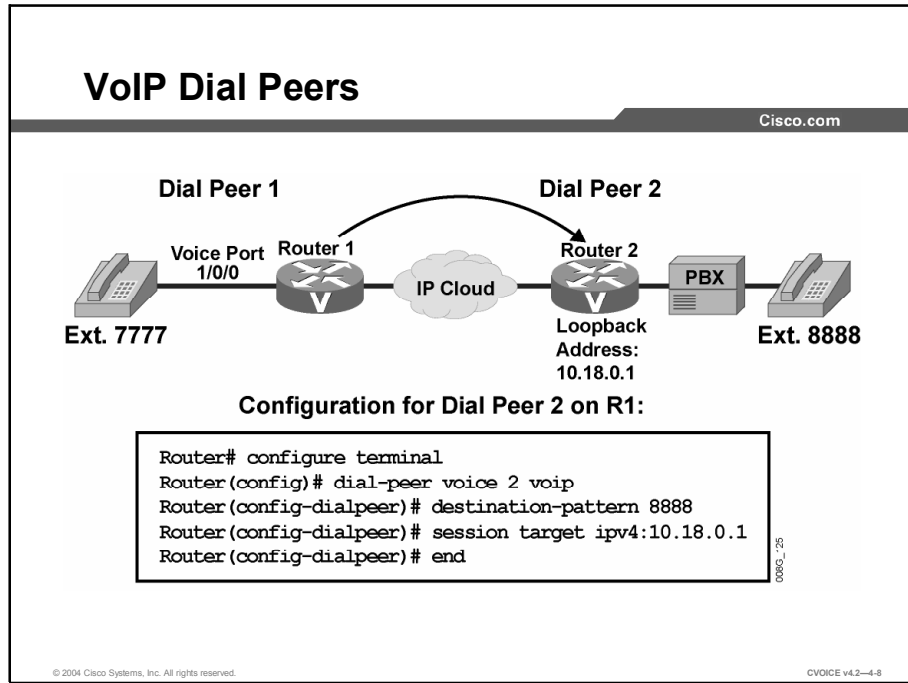 VoIP Dial Peers
Cisco.com
Dial Peer 1
Dial Peer 2
Voice Port
1/0/0
Router 1
Router 2
IP Cloud
PBX
Ext. 7777
Loopback
Address:
10.18.0.1
Ext. 8888
V
V
Configuration for Dial Peer 2 on R1:
Router# configure terminal
Router(config)# dial-peer voice 2 voip
Router(config-dialpeer)# destination-pattern 8888
Router(config-dialpeer)# session target ipv4:10.18.0.1
Router(config-dialpeer)# end
008G_125
© 2004 Cisco Systems, Inc. All rights reserved.
CVOICE v4.2—4-8